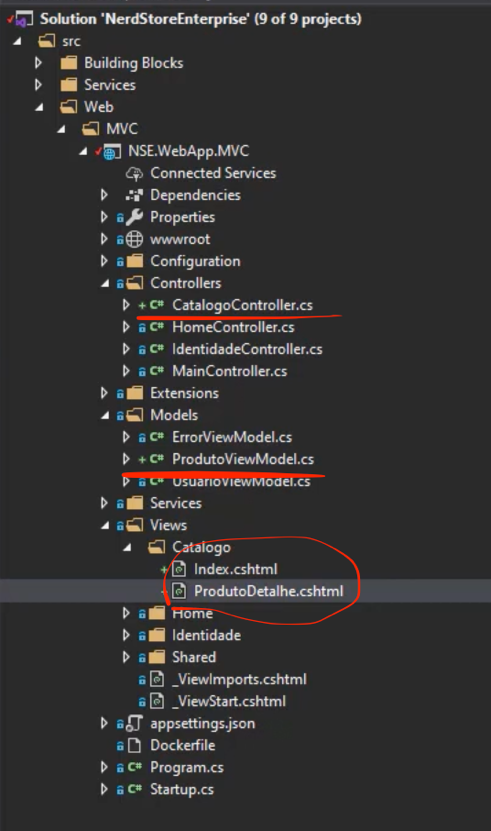 Solution 'NerdStoreEnterprise' (9 of 9 projects)
src
Building Blocks
Services
Web
MVC
NSE.WebApp.MVC
Connected Services
Dependencies
Properties
wwwroot
Configuration
Controllers
C# CatalogoController.cs
C# HomeController.cs
C# IdentidadeController.cs
C# MainController.cs
Extensions
Models
C# ErrorViewModel.cs
C# ProdutoViewModel.cs
C# UsuarioViewModel.cs
Services
Views
Catalogo
Index.cshtml
ProdutoDetalhe.cshtml
Home
Identidade
Shared
_ViewImports.cshtml
_ViewStart.cshtml
appsettings.json
Dockerfile
C# Program.cs
C# Startup.cs